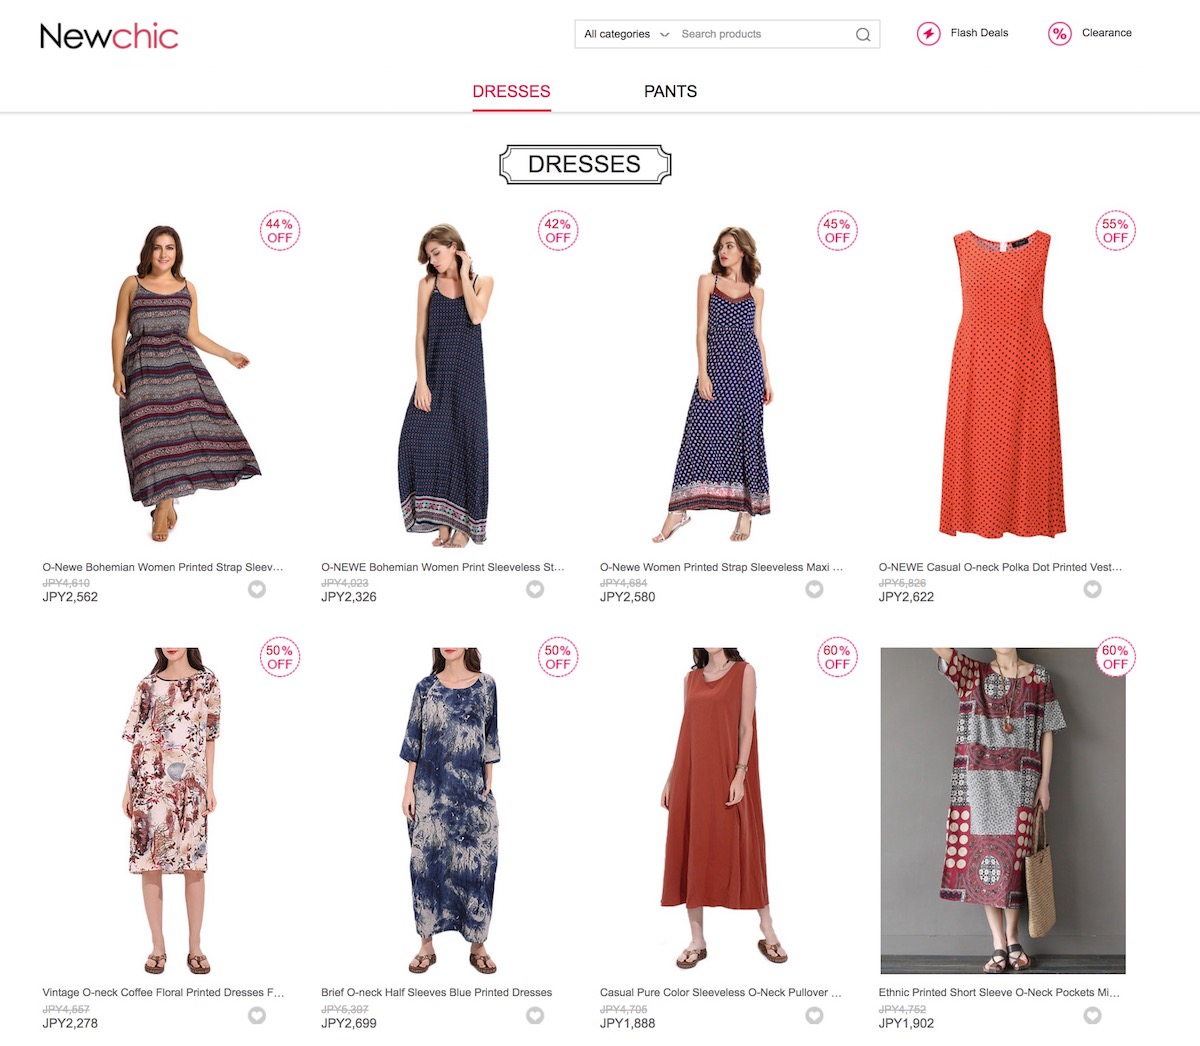 Newchic
All categories
Search products
Flash Deals
%
Clearance
DRESSES
PANTS
DRESSES
44%
OFF
42%
OFF
45%
OFF
55%
OFF
O-Newe Bohemian Women Printed Strap Sleev...
JPY4,610
JPY2,562
O-NEWE Bohemian Women Print Sleeveless St...
JPY4,023
JPY2,326
O-Newe Women Printed Strap Sleeveless Maxi ...
JPY4,684
JPY2,580
O-NEWE Casual O-neck Polka Dot Printed Vest...
JPY5,826
JPY2,622
50%
OFF
50%
OFF
60%
OFF
60%
OFF
Vintage O-neck Coffee Floral Printed Dresses F...
JPY4,557
JPY2,278
Brief O-neck Half Sleeves Blue Printed Dresses
JPY5,397
JPY2,699
Casual Pure Color Sleeveless O-Neck Pullover ...
JPY4,705
JPY1,888
Ethnic Printed Short Sleeve O-Neck Pockets Mi...
JPY4,752
JPY1,902